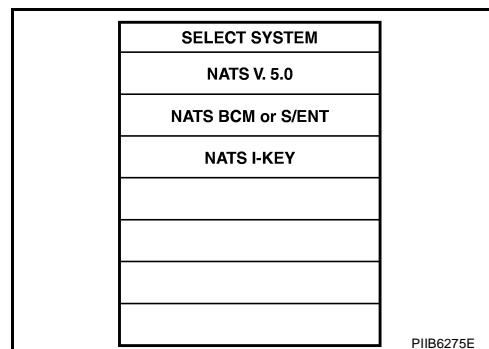 SELECT SYSTEM
NATS V. 5.0
NATS BCM or S/ENT
NATS I-KEY
PIIB6275E